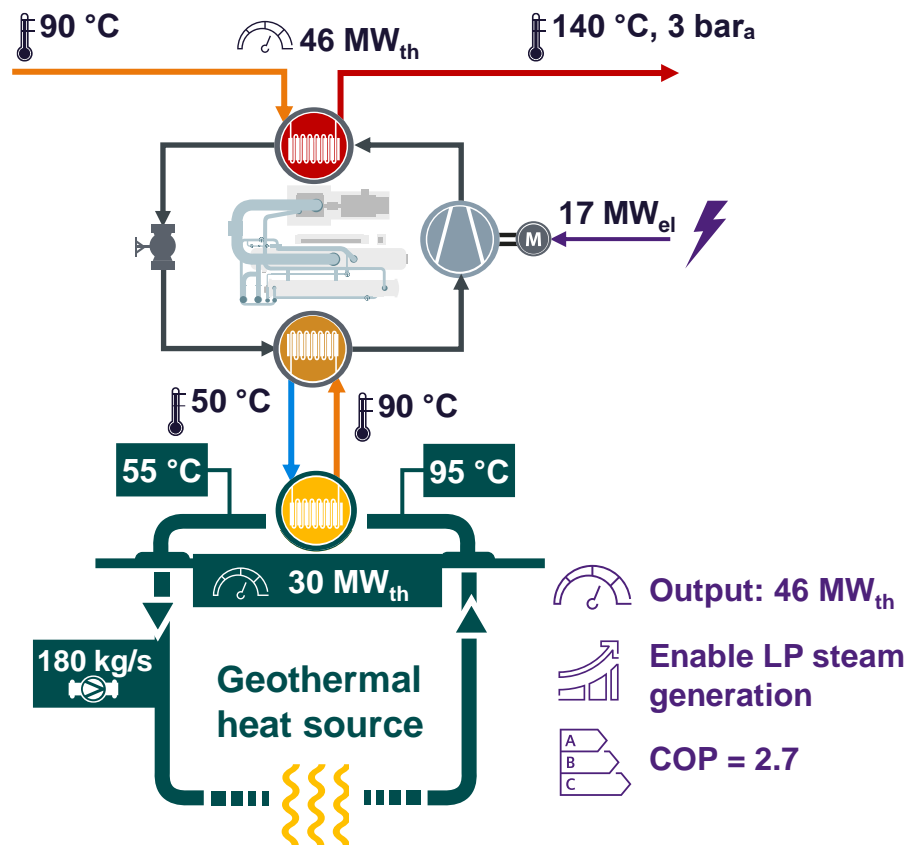 90 °C
46 MWth
140 °C, 3 bara
17 MWel
M
50 °C
90 °C
55 °C
95 °C
30 MWth
180 kg/s
Geothermal
heat source
Output: 46 MWth
Enable LP steam
generation
A
B
C
COP = 2.7